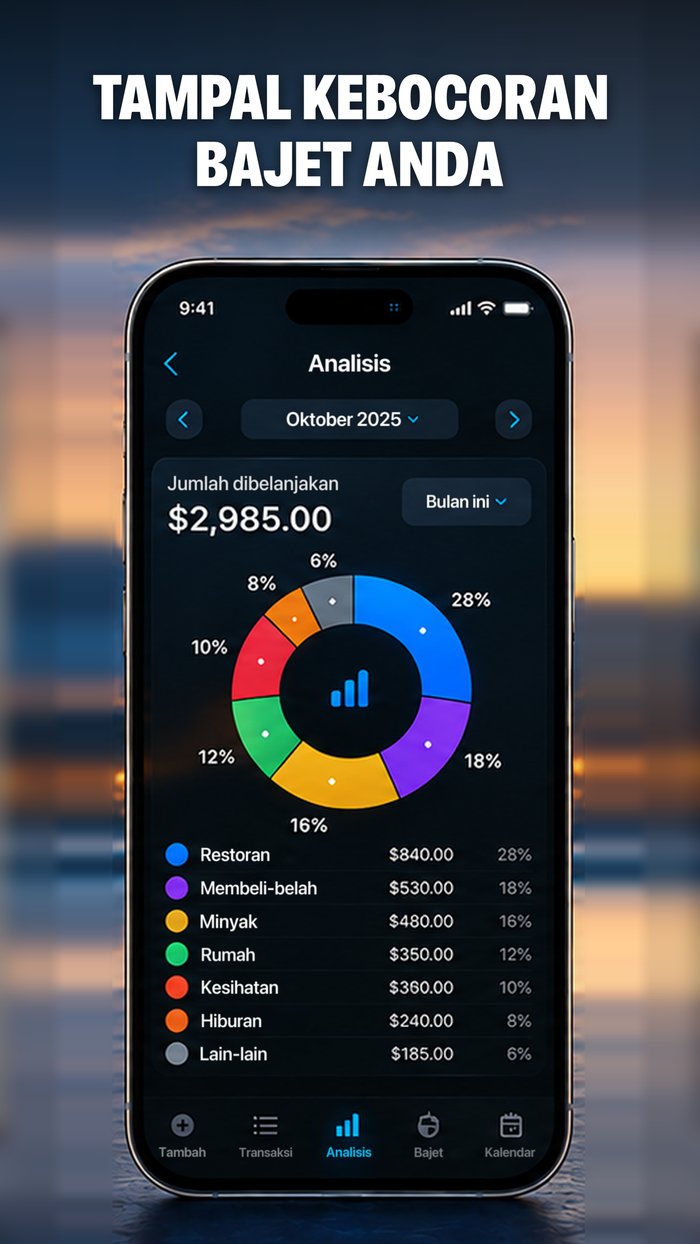 TAMPAL KEBOCORAN
BAJET ANDA
9:41
Analisis
Oktober 2025
Jumlah dibelanjakan
$2,985.00
Bulan ini
6%
8%
28%
10%
12%
18%
16%
Restoran $840.00 28%
Membeli-belah $530.00 18%
Minyak $480.00 16%
Rumah $350.00 12%
Kesihatan $360.00 10%
Hiburan $240.00 8%
Lain-lain $185.00 6%
Tambah Transaksi Analisis Bajet Kalendar